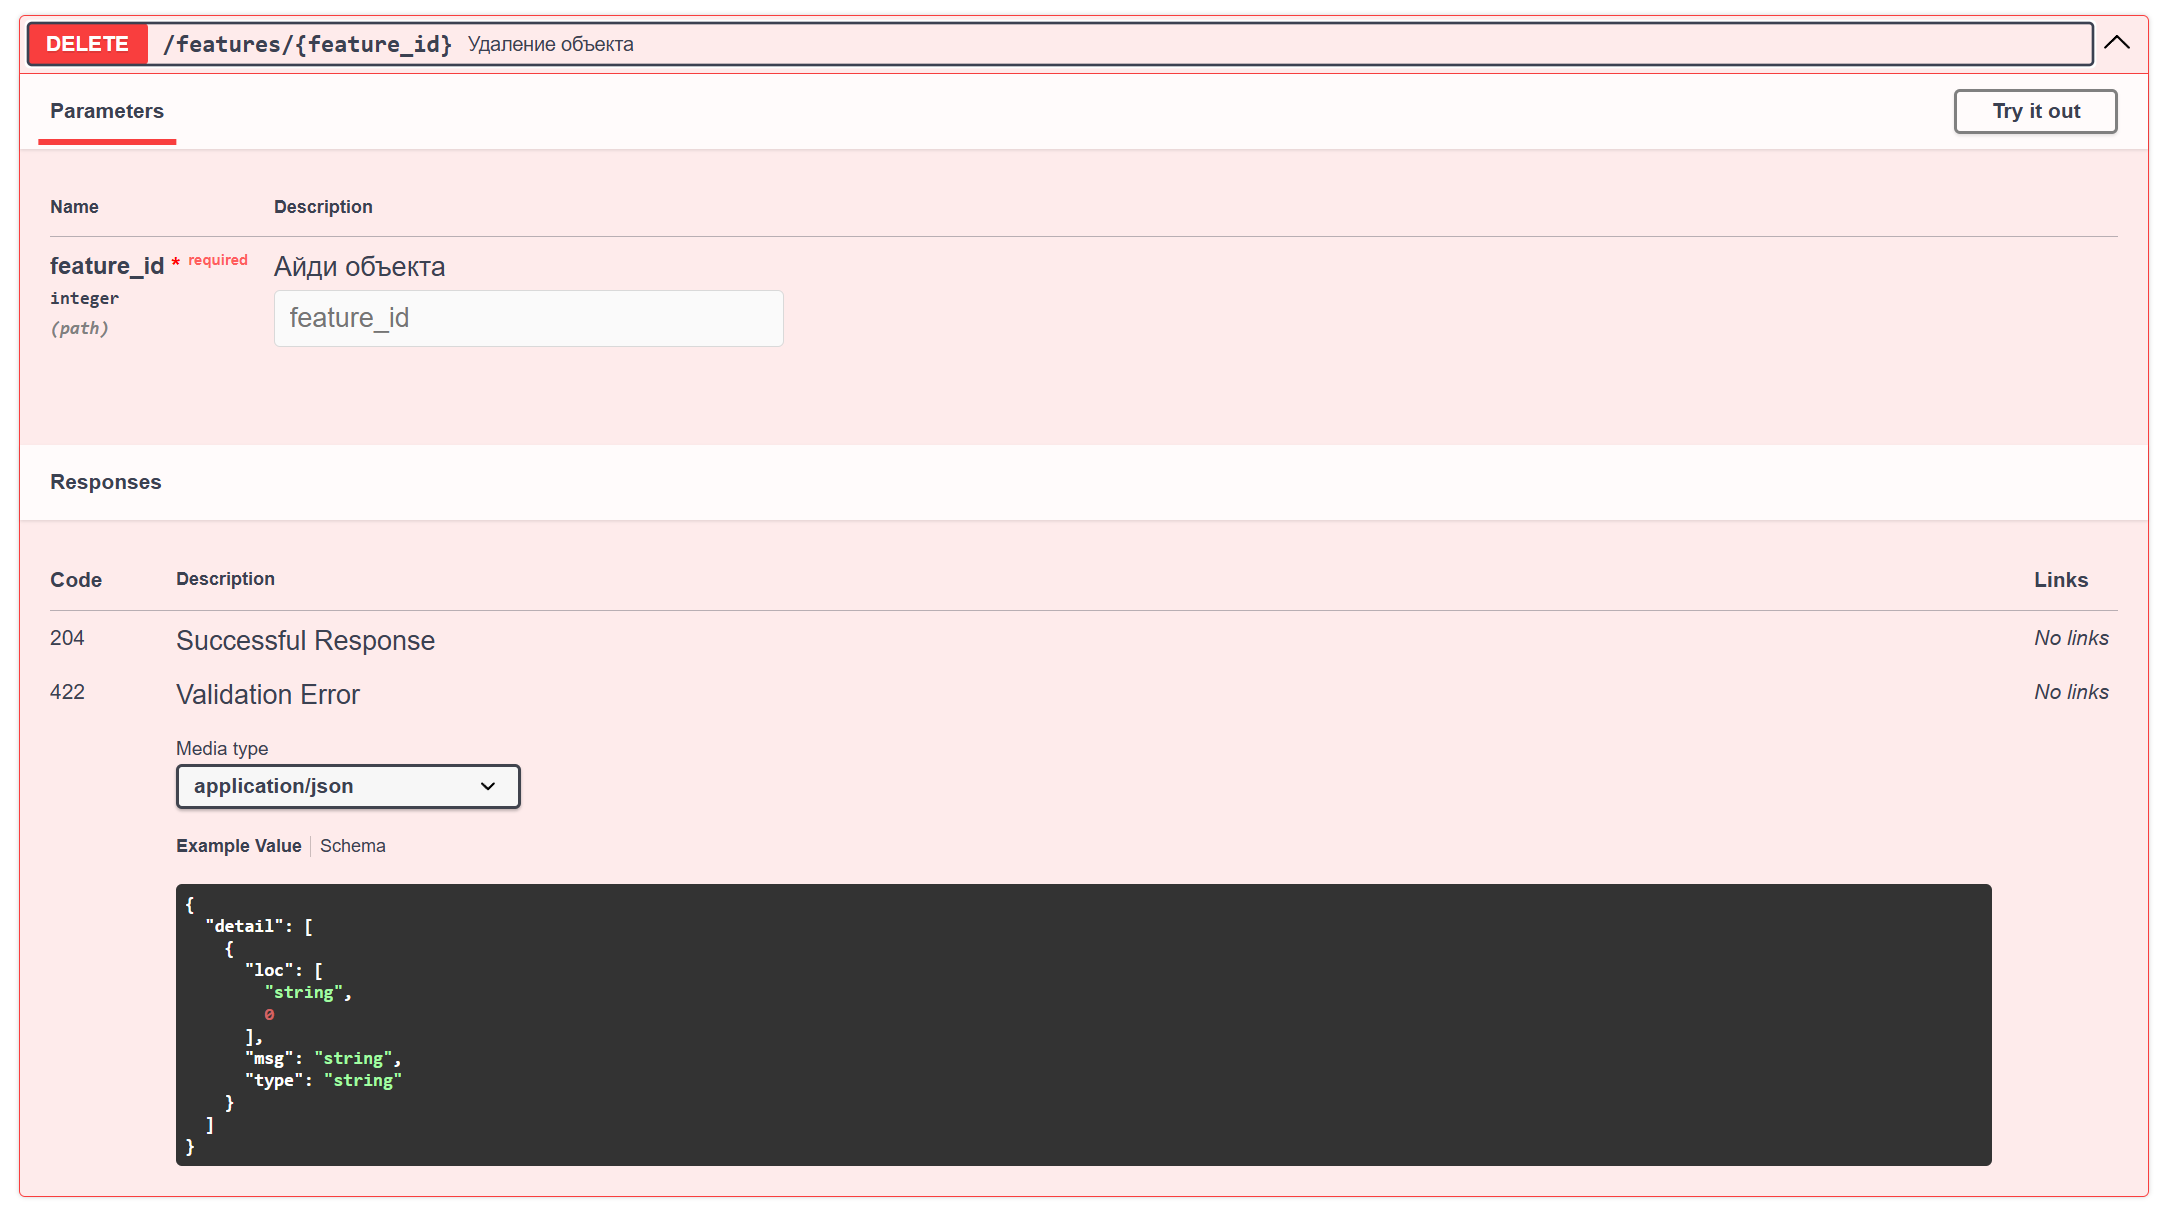 DELETE /features/{feature_id} Удаление объекта
Parameters
Try it out
Name Description
feature_id * required Айди объекта
integer
(path)
feature_id
Responses
Code Description Links
204 Successful Response No links
422 Validation Error No links
Media type
application/json
Example Value Schema
{
  "detail": [
    {
      "loc": [
        "string",
        0
      ],
      "msg": "string",
      "type": "string"
    }
  ]
}